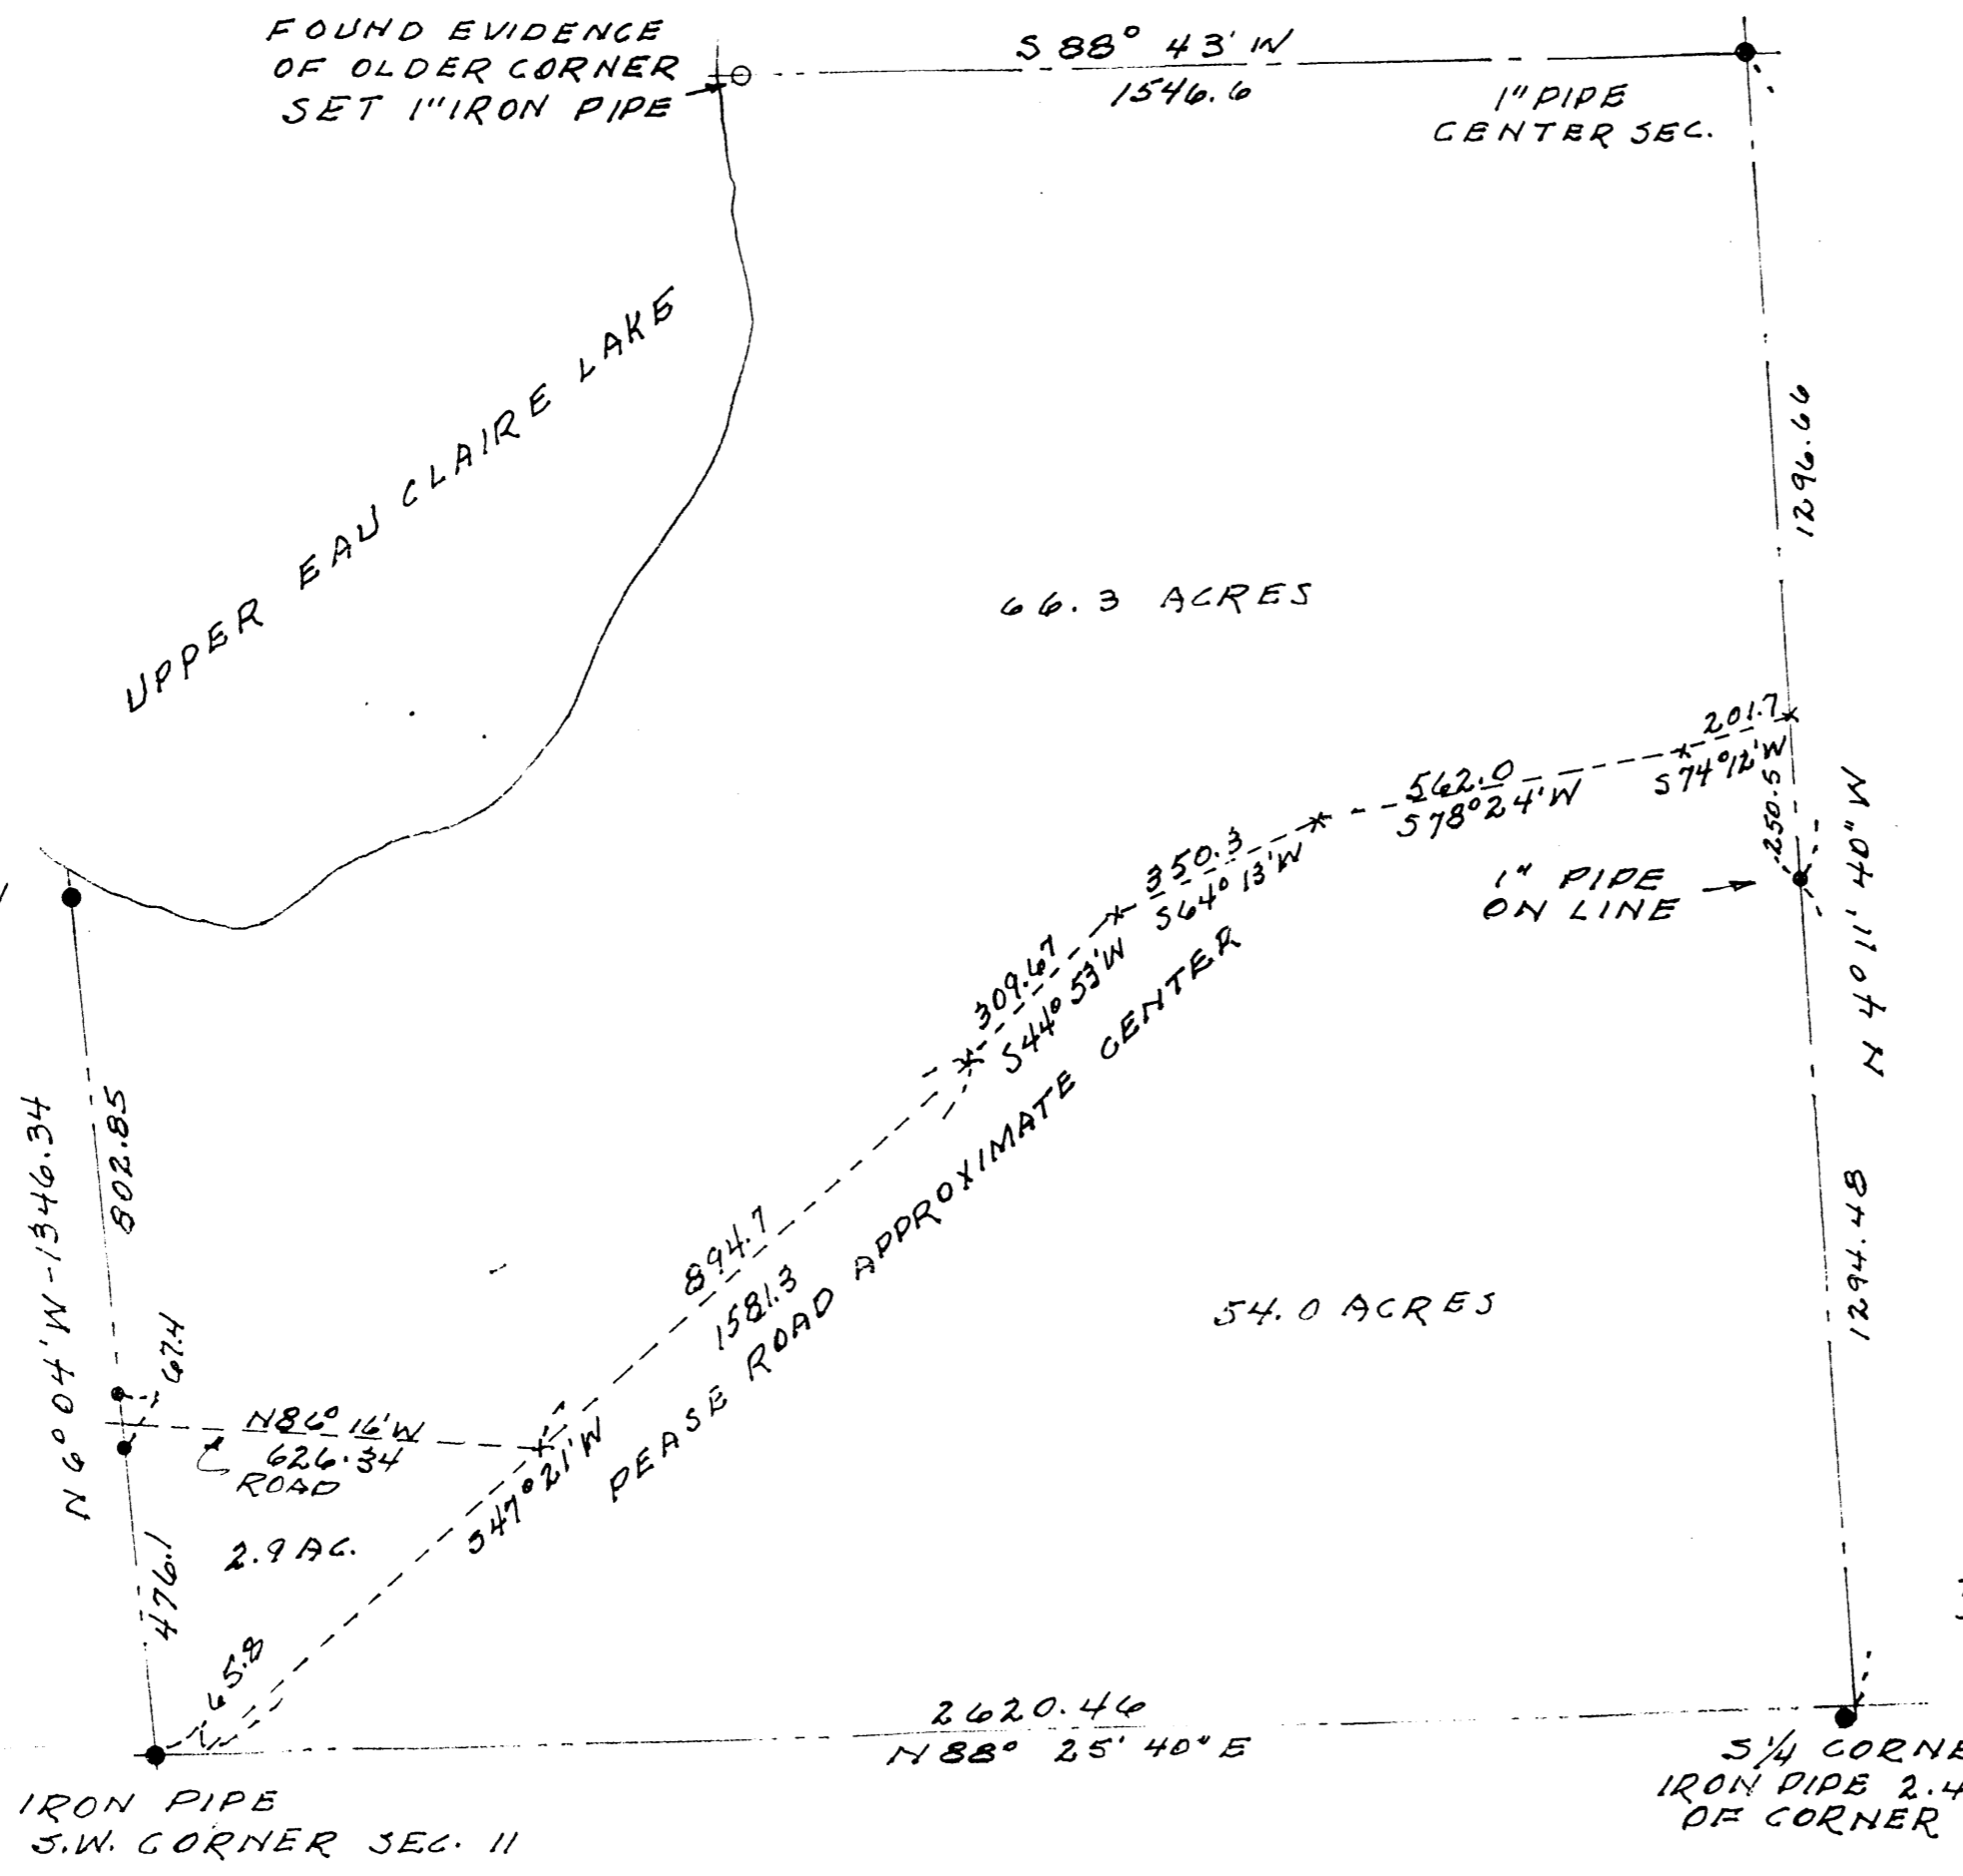 FOUND EVIDENCE
OF OLDER CORNER
SET 1" IRON PIPE
S 88° 43' W
1546.6
1" PIPE
CENTER SEC.
UPPER EAU CLAIRE LAKE
1296.66
66.3 ACRES
201.7
S 74° 12' W
562.0
S 78° 24' W
250.5
350.3
S 64° 13' W
1" PIPE
ON LINE
N 4° 11' 40" W
309.67
S 44° 53' W
PEASE ROAD APPROXIMATE CENTER
N 6° 04' W - 1346.34
802.85
894.7
1581.3
1294.48
54.0 ACRES
67.4
N 86° 16' W
626.34
ROAD
S 47° 21' W
2.9 AC.
476.1
65.8
2620.46
N 88° 25' 40" E
IRON PIPE
S.W. CORNER SEC. 11
S 1/4 CORNE
IRON PIPE 2.4
OF CORNER